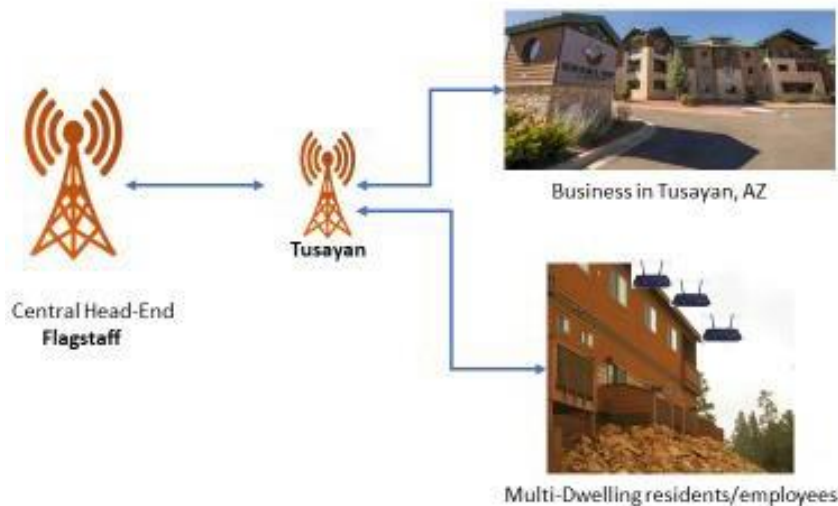 Central Head-End
Flagstaff
Tusayan
Business in Tusayan, AZ
Multi-Dwelling residents/employees